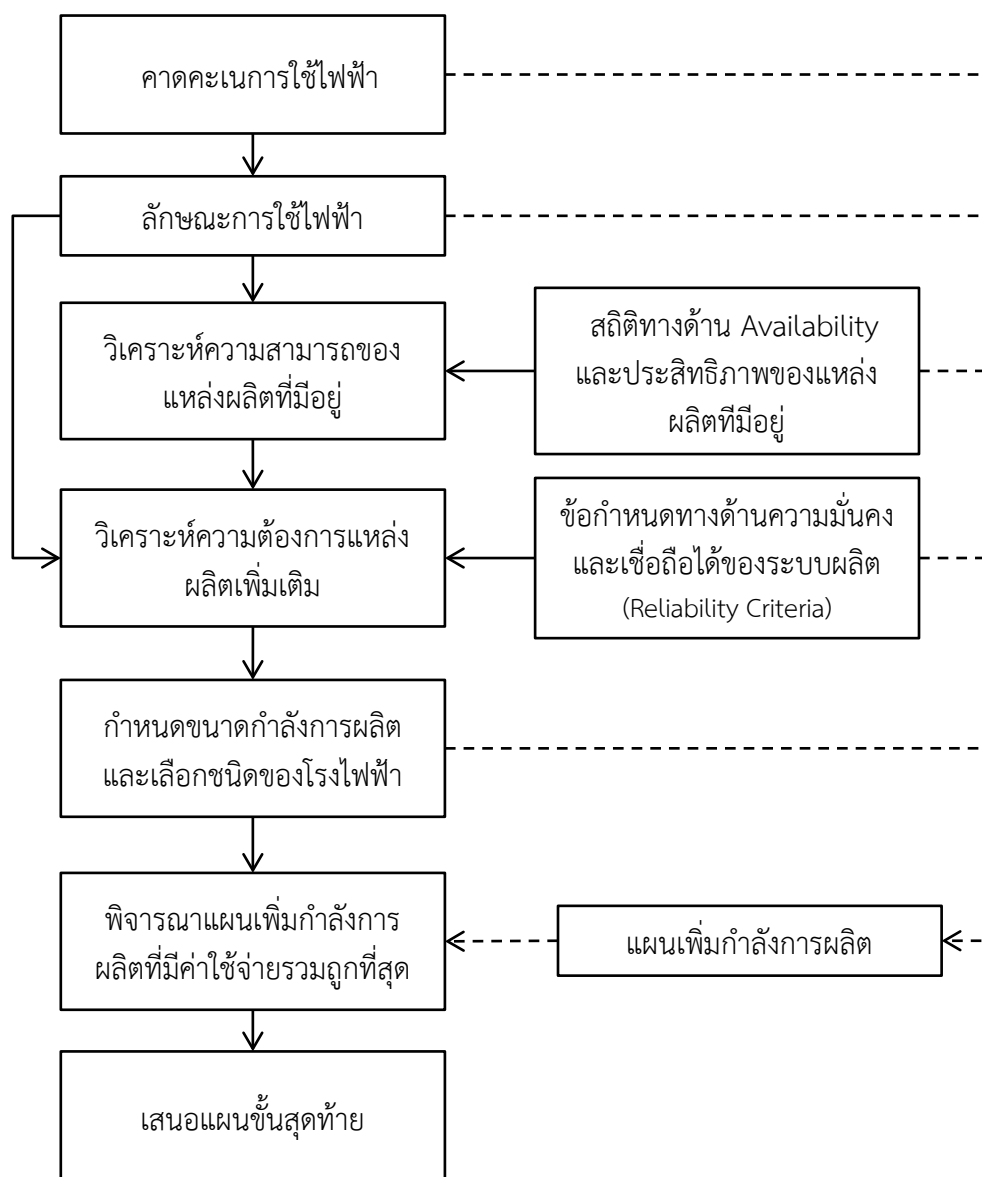 คาดคะเนการใช้ไฟฟ้า
ลักษณะการใช้ไฟฟ้า
วิเคราะห์ความสามารถของ
แหล่งผลิตที่มีอยู่
สถิติทางด้าน Availability
และประสิทธิภาพของแหล่ง
ผลิตทีมีอยู่
วิเคราะห์ความต้องการแหล่ง
ผลิตเพิ่มเติม
ข้อกำหนดทางด้านความมั่นคง
และเชื่อถือได้ของระบบผลิต
(Reliability Criteria)
กำหนดขนาดกำลังการผลิต
และเลือกชนิดของโรงไฟฟ้า
พิจารณาแผนเพิ่มกำลังการ
ผลิตที่มีค่าใช้จ่ายรวมถูกที่สุด
แผนเพิ่มกำลังการผลิต
เสนอแผนขั้นสุดท้าย